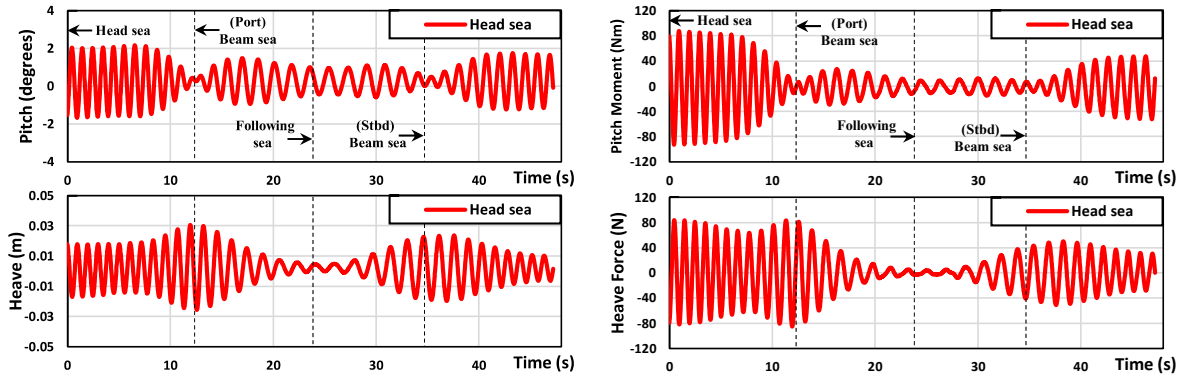 Pitch (degrees)
4
2
0
-2
-4
Head sea
(Port)
Beam sea
Head sea
Following
sea
(Stbd)
Beam sea
0
10
20
30
40
Time (s)
Pitch Moment (Nm)
120
80
40
0
-40
-80
-120
Head sea
(Port)
Beam sea
Head sea
Following
sea
(Stbd)
Beam sea
0
10
20
30
40
Time (s)
Heave (m)
0.05
0.03
0.01
-0.01
-0.03
-0.05
Head sea
0
10
20
30
40
Time (s)
Heave Force (N)
120
80
40
0
-40
-80
-120
Head sea
0
10
20
30
40
Time (s)